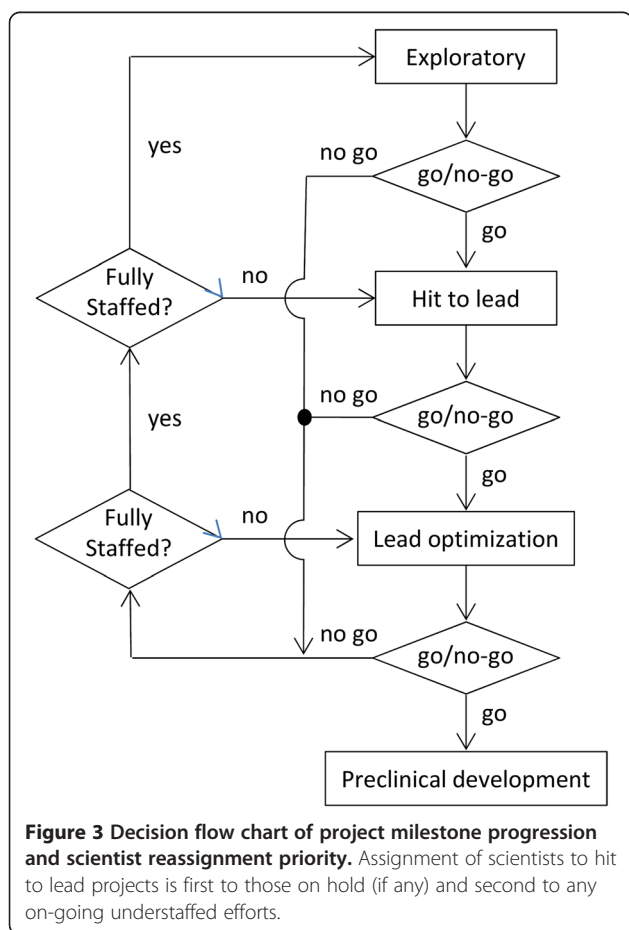 Exploratory
yes
no go
go/no-go
go
Fully
Staffed?
no
Hit to lead
no go
go/no-go
yes
go
Fully
Staffed?
no
Lead optimization
no go
go/no-go
go
Preclinical development
Figure 3 Decision flow chart of project milestone progression
and scientist reassignment priority. Assignment of scientists to hit
to lead projects is first to those on hold (if any) and second to any
on-going understaffed efforts.